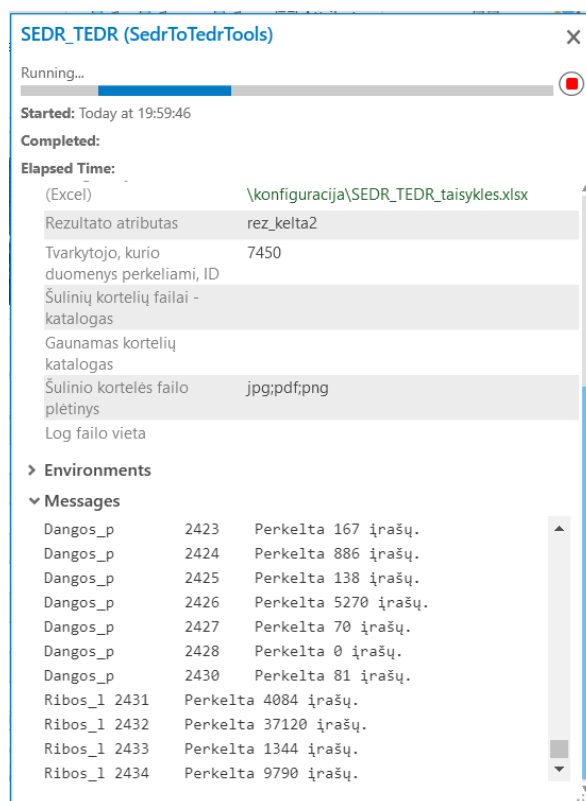 SEDR_TEDR (SedrToTedrTools)
Running...
Started: Today at 19:59:46
Completed:
Elapsed Time:
(Excel) \konfiguracija\SEDR_TEDR_taisykles.xlsx
Rezultato atributas rez_kelta2
Tvarkytojo, kurio 7450
duomenys perkeliami, ID
Šulinių kortelių failai -
katalogas
Gaunamas kortelių
katalogas
Šulinio kortelės failo jpg;pdf;png
plėtinys
Log failo vieta
Environments
Messages
Dangos_p 2423 Perkelta 167 įrašų.
Dangos_p 2424 Perkelta 886 įrašų.
Dangos_p 2425 Perkelta 138 įrašų.
Dangos_p 2426 Perkelta 5270 įrašų.
Dangos_p 2427 Perkelta 70 įrašų.
Dangos_p 2428 Perkelta 0 įrašų.
Dangos_p 2430 Perkelta 81 įrašų.
Ribos_l 2431 Perkelta 4084 įrašų.
Ribos_l 2432 Perkelta 37120 įrašų.
Ribos_l 2433 Perkelta 1344 įrašų.
Ribos_l 2434 Perkelta 9790 įrašų.